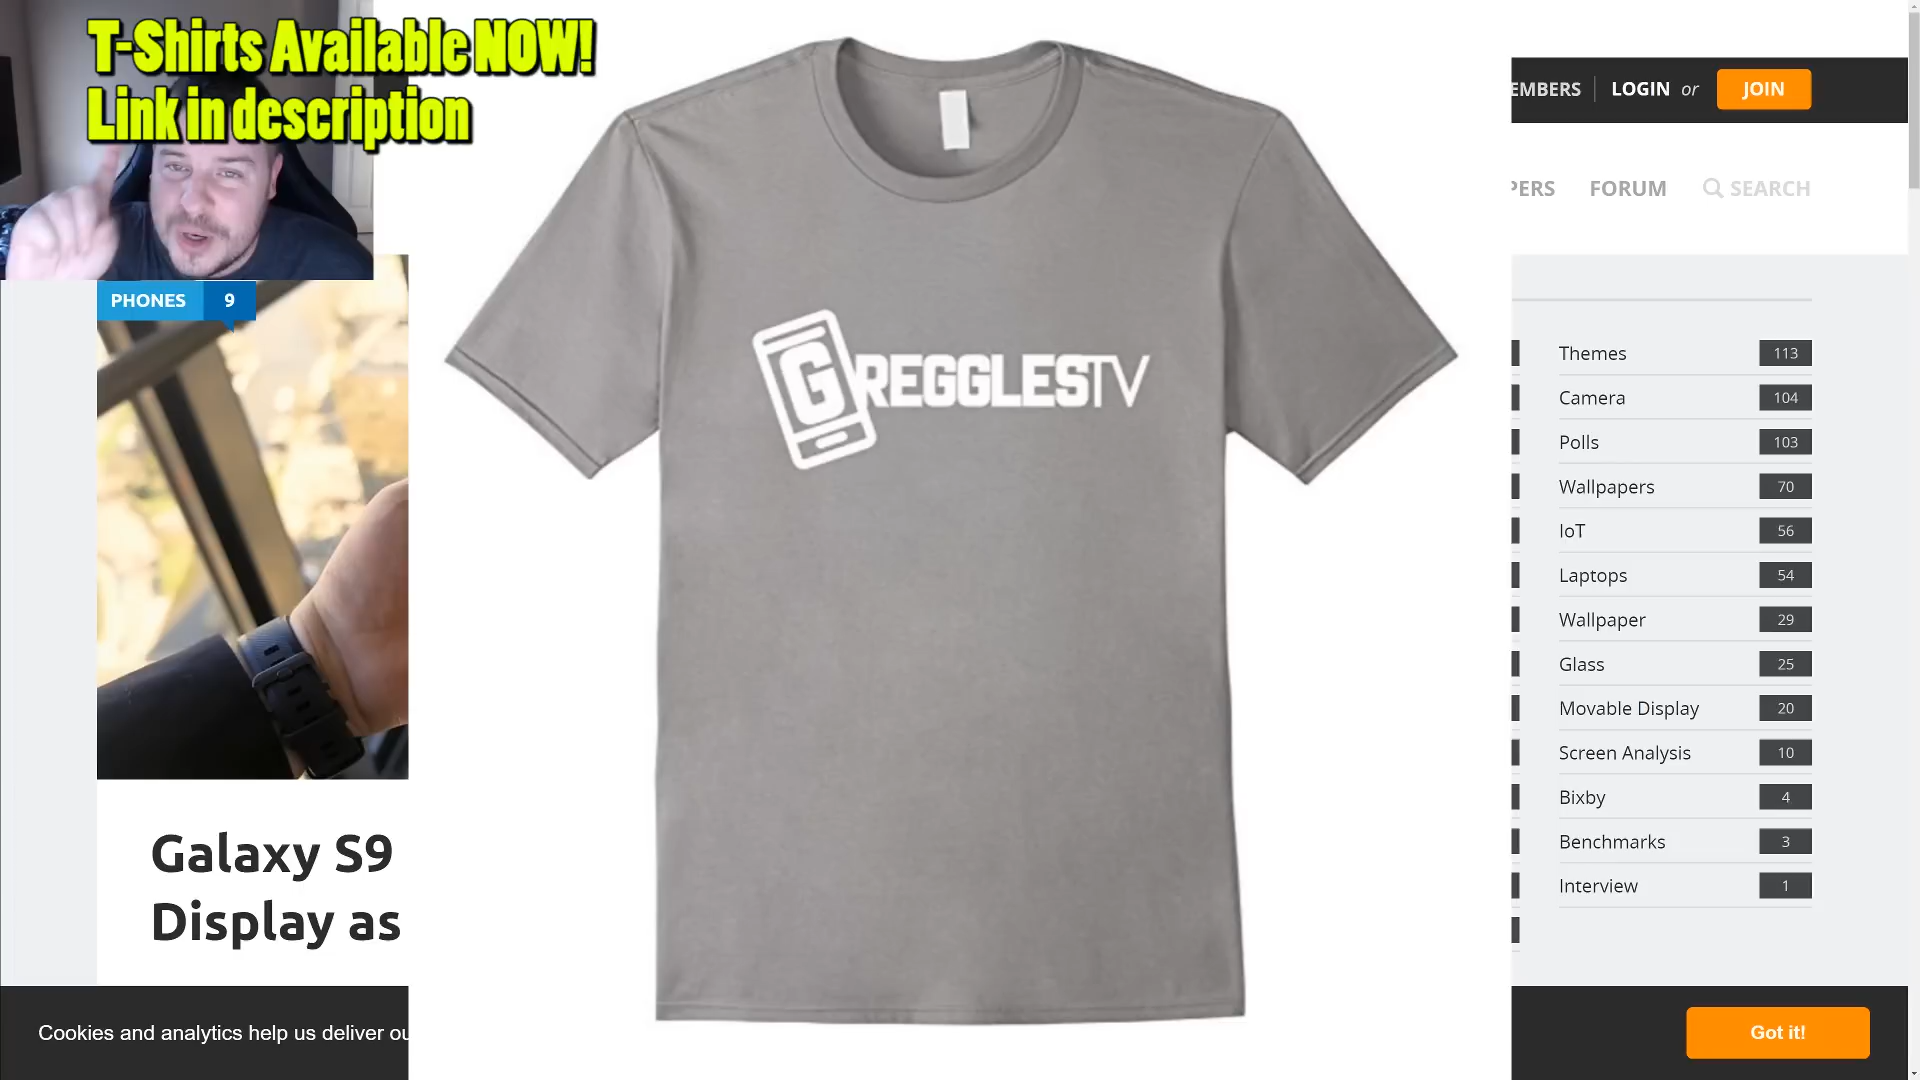 T-Shirts Available NOW!
Link in description
EMBERS LOGIN or JOIN
PERS FORUM SEARCH
PHONES 9
GREGGLESTV
Themes 113
Camera 104
Polls 103
Wallpapers 70
IoT 56
Laptops 54
Wallpaper 29
Glass 25
Movable Display 20
Screen Analysis 10
Bixby 4
Benchmarks 3
Interview 1
Galaxy S9
Display as
Cookies and analytics help us deliver ou
Got it!